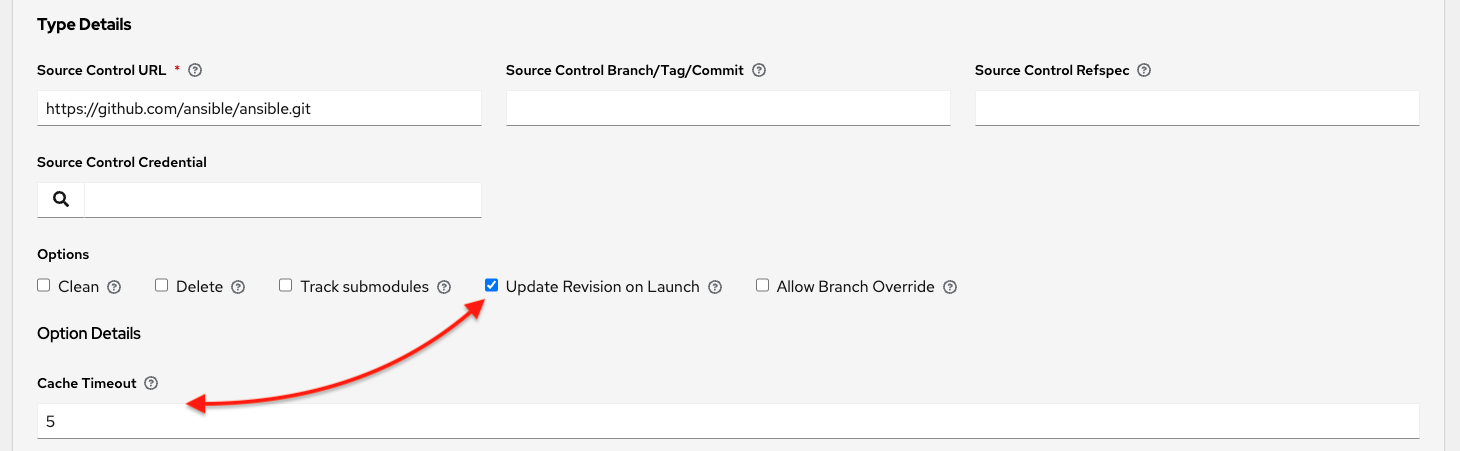 Type Details
Source Control URL * Source Control Branch/Tag/Commit Source Control Refspec
https://github.com/ansible/ansible.git
Source Control Credential
Options
Clean Delete Track submodules Update Revision on Launch Allow Branch Override
Option Details
Cache Timeout
5